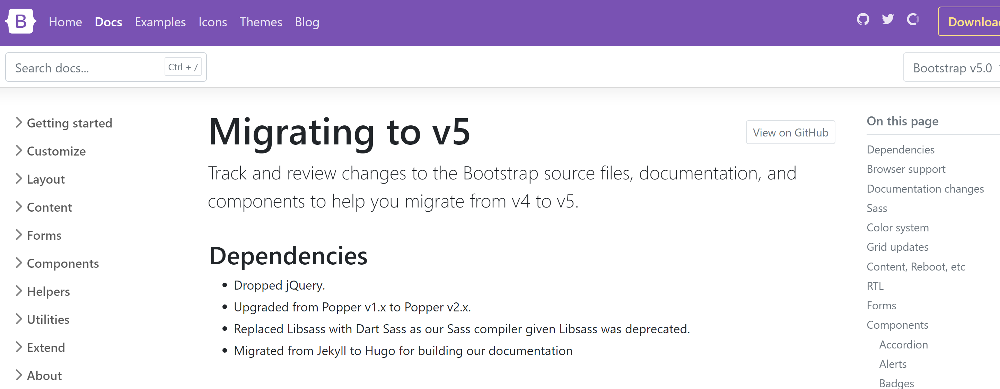 B
Home Docs Examples Icons Themes Blog
Search docs... Ctrl + /
Bootstrap v5.0
Getting started
Customize
Layout
Content
Forms
Components
Helpers
Utilities
Extend
About
Migrating to v5
View on GitHub
Track and review changes to the Bootstrap source files, documentation, and
components to help you migrate from v4 to v5.
Dependencies
Dropped jQuery.
Upgraded from Popper v1.x to Popper v2.x.
Replaced Libsass with Dart Sass as our Sass compiler given Libsass was deprecated.
Migrated from Jekyll to Hugo for building our documentation
On this page
Dependencies
Browser support
Documentation changes
Sass
Color system
Grid updates
Content, Reboot, etc
RTL
Forms
Components
Accordion
Alerts
Badges